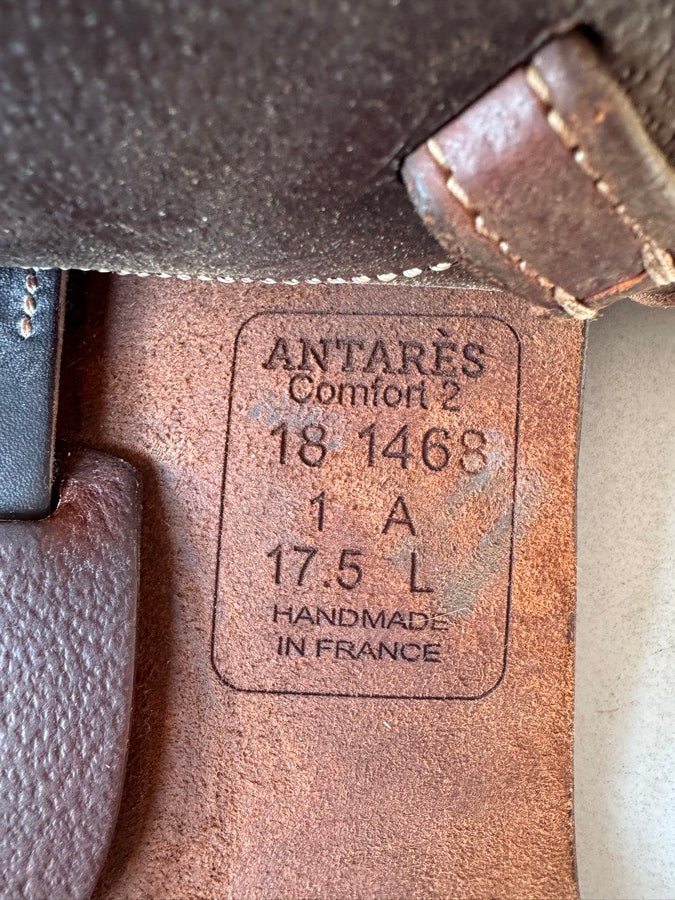 ANTARÈS
Comfort 2
18 1468
1 A
17.5 L
HANDMADE
IN FRANCE